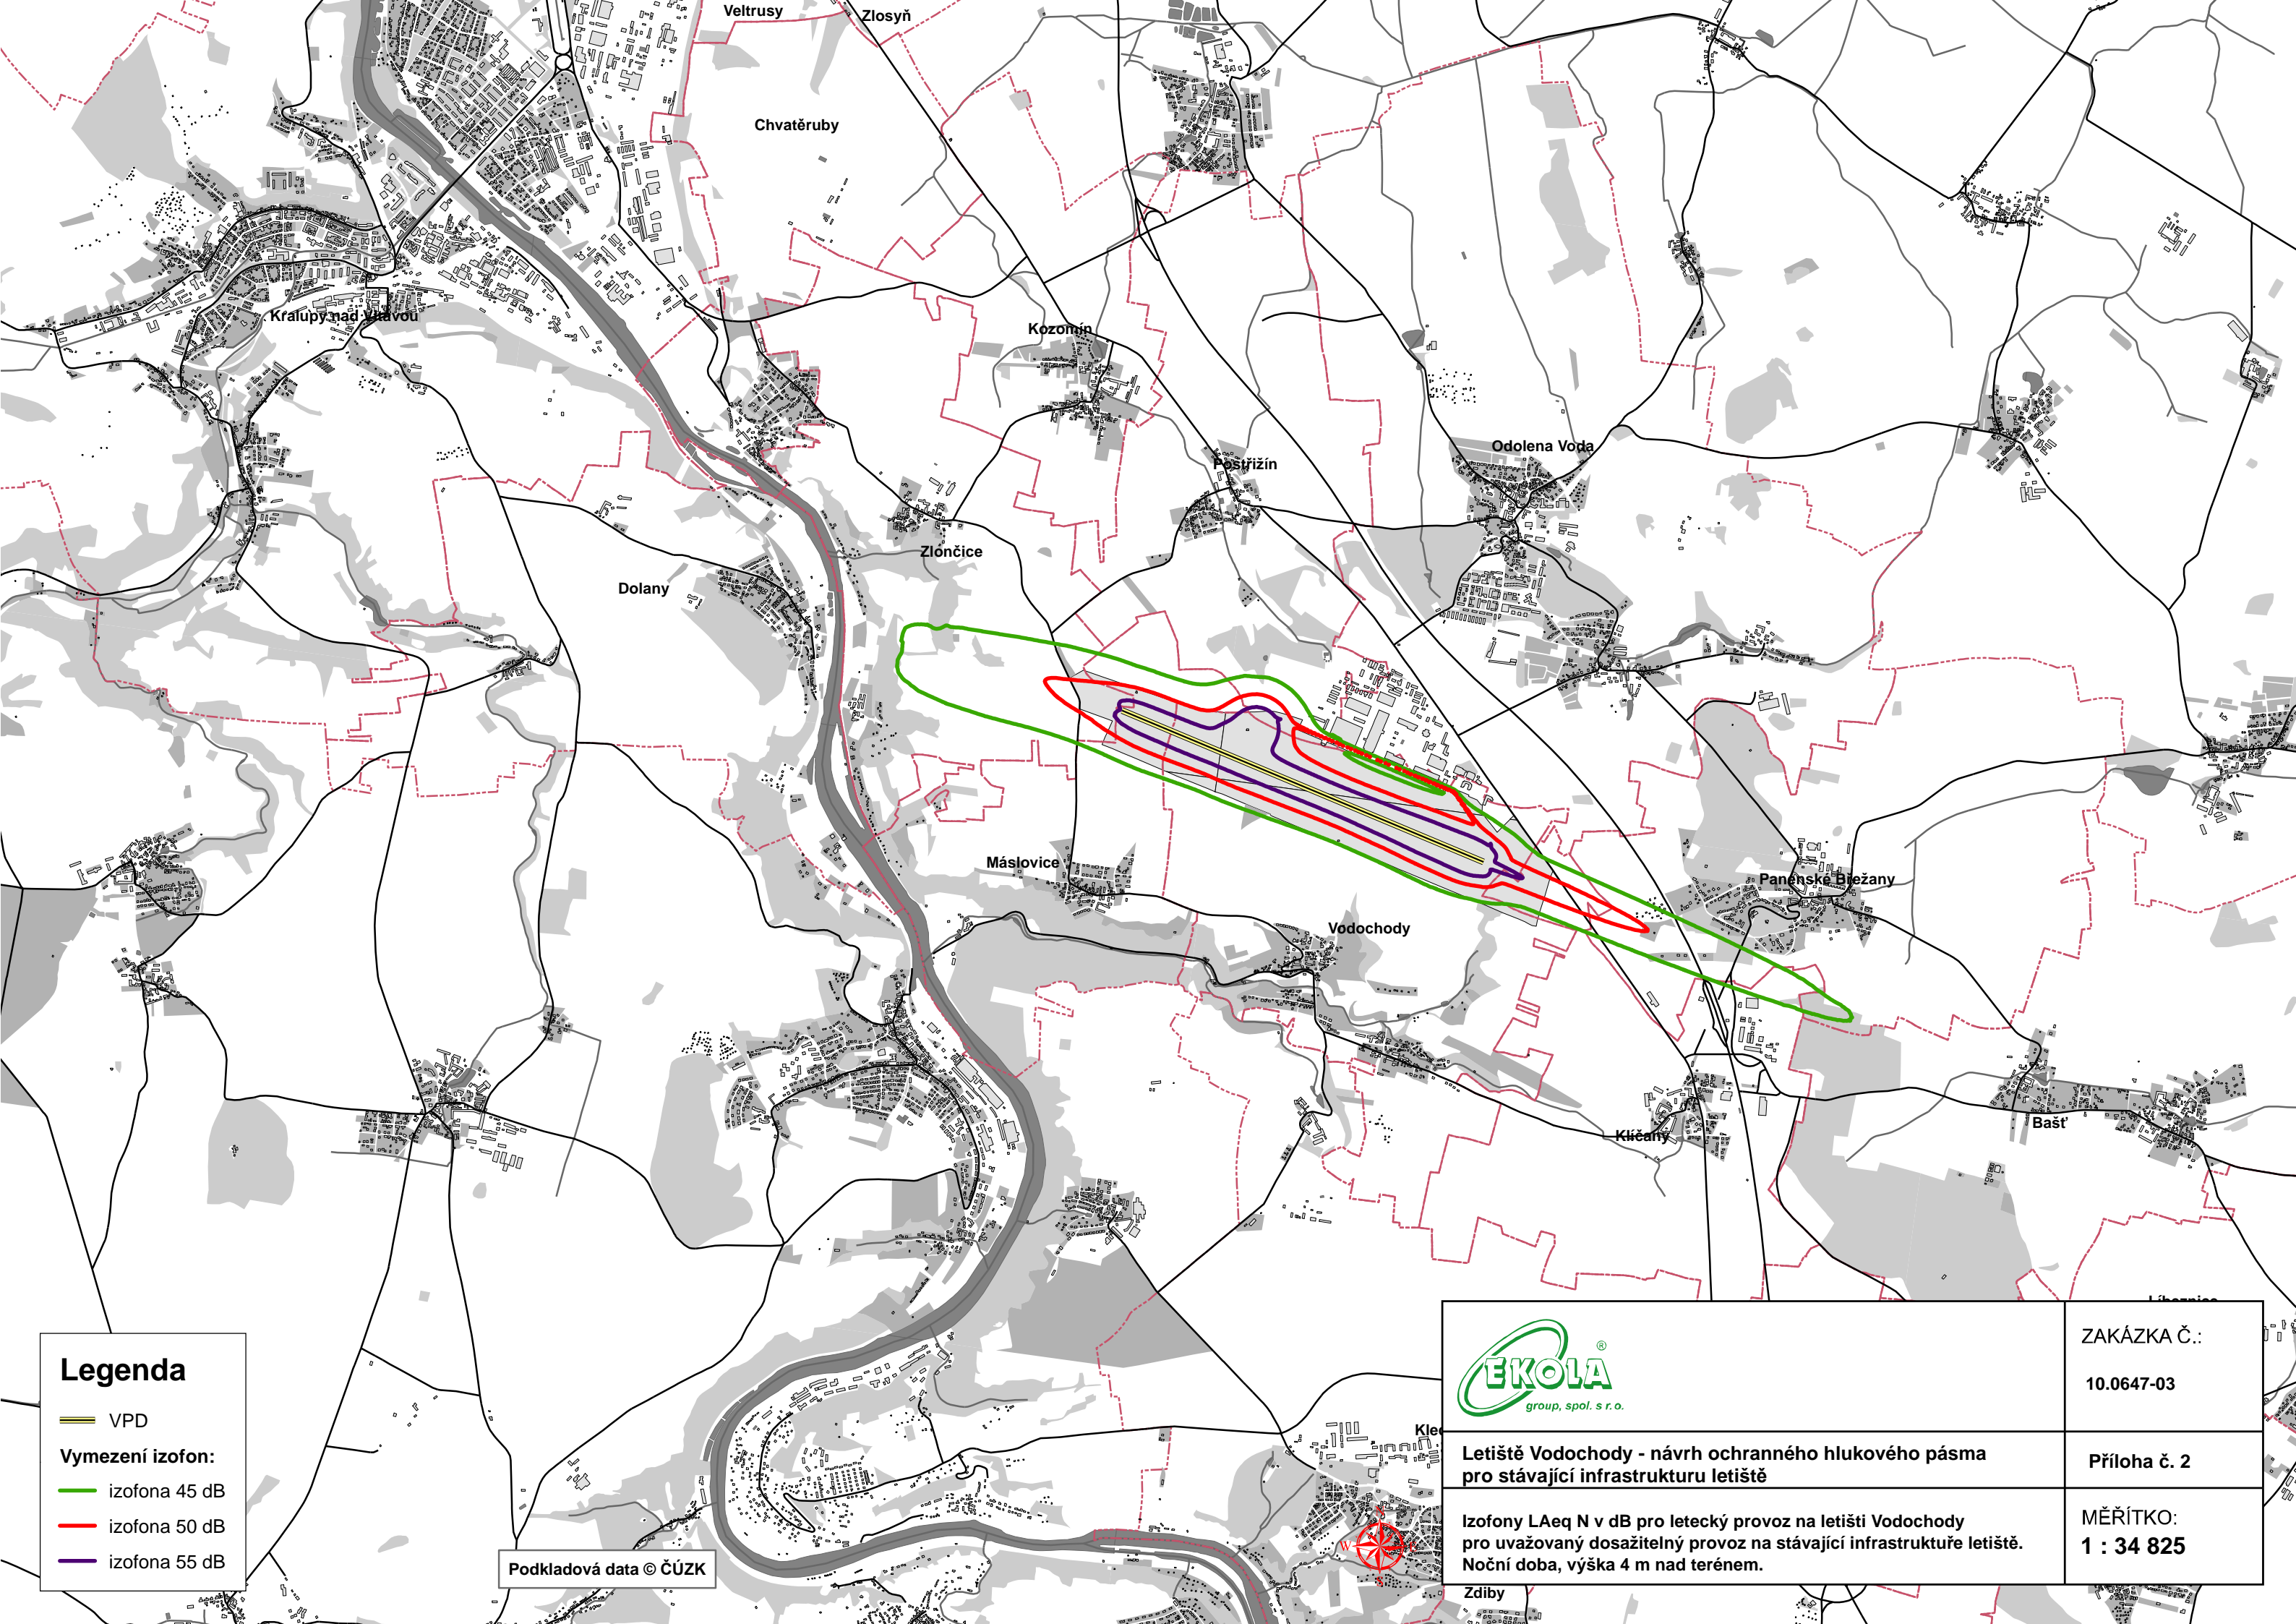 Veltrusy
Zlosyň
Chvatěruby
Kralupy nad Vltavou
Kozomín
Postřižín
Odolena Voda
Zlončice
Dolany
Máslovice
Panenské Břežany
Vodochody
Klíčany
Bašť
Legenda
VPD
Vymezení izofon:
izofona 45 dB
izofona 50 dB
izofona 55 dB
Podkladová data © ČÚZK
EKOLA ®
group, spol. s r.o.
ZAKÁZKA Č.:
10.0647-03
Letiště Vodochody - návrh ochranného hlukového pásma
pro stávající infrastrukturu letiště
Příloha č. 2
Izofony LAeq N v dB pro letecký provoz na letišti Vodochody
pro uvažovaný dosažitelný provoz na stávající infrastruktuře letiště.
Noční doba, výška 4 m nad terénem.
MĚŘÍTKO:
1 : 34 825
Zdiby